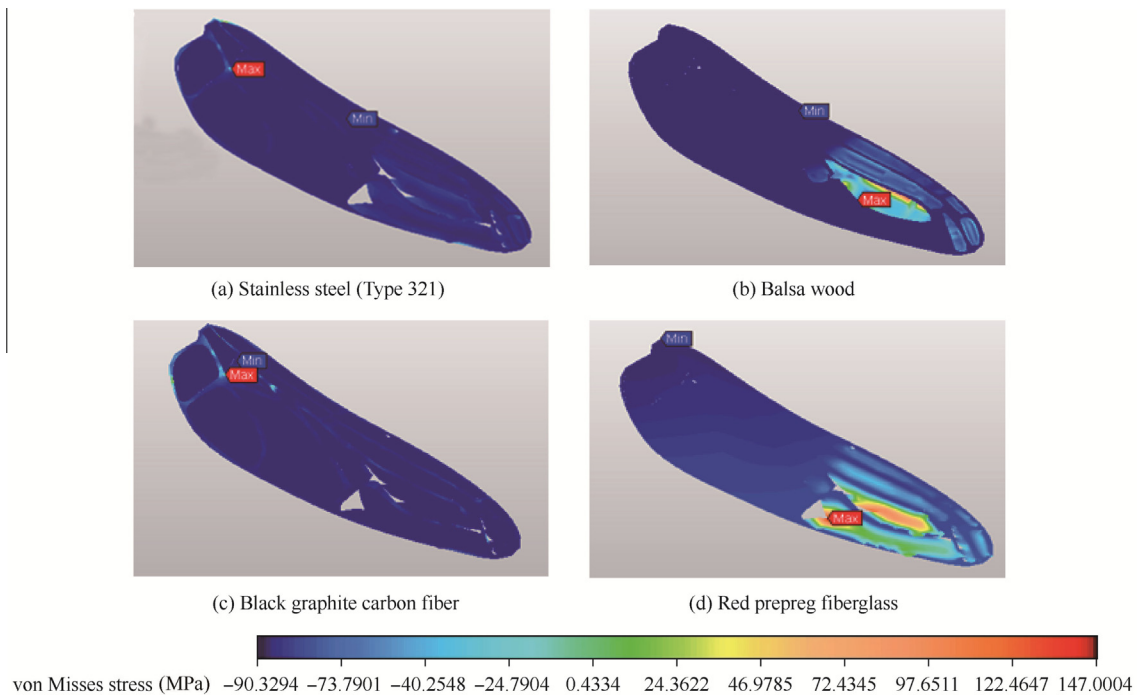 Max
Min
Min
Max
(a) Stainless steel (Type 321)
(b) Balsa wood
Min
Max
Min
Max
(c) Black graphite carbon fiber
(d) Red prepreg fiberglass
von Misses stress (MPa) −90.3294 −73.7901 −40.2548 −24.7904 0.4334 24.3622 46.9785 72.4345 97.6511 122.4647 147.0004